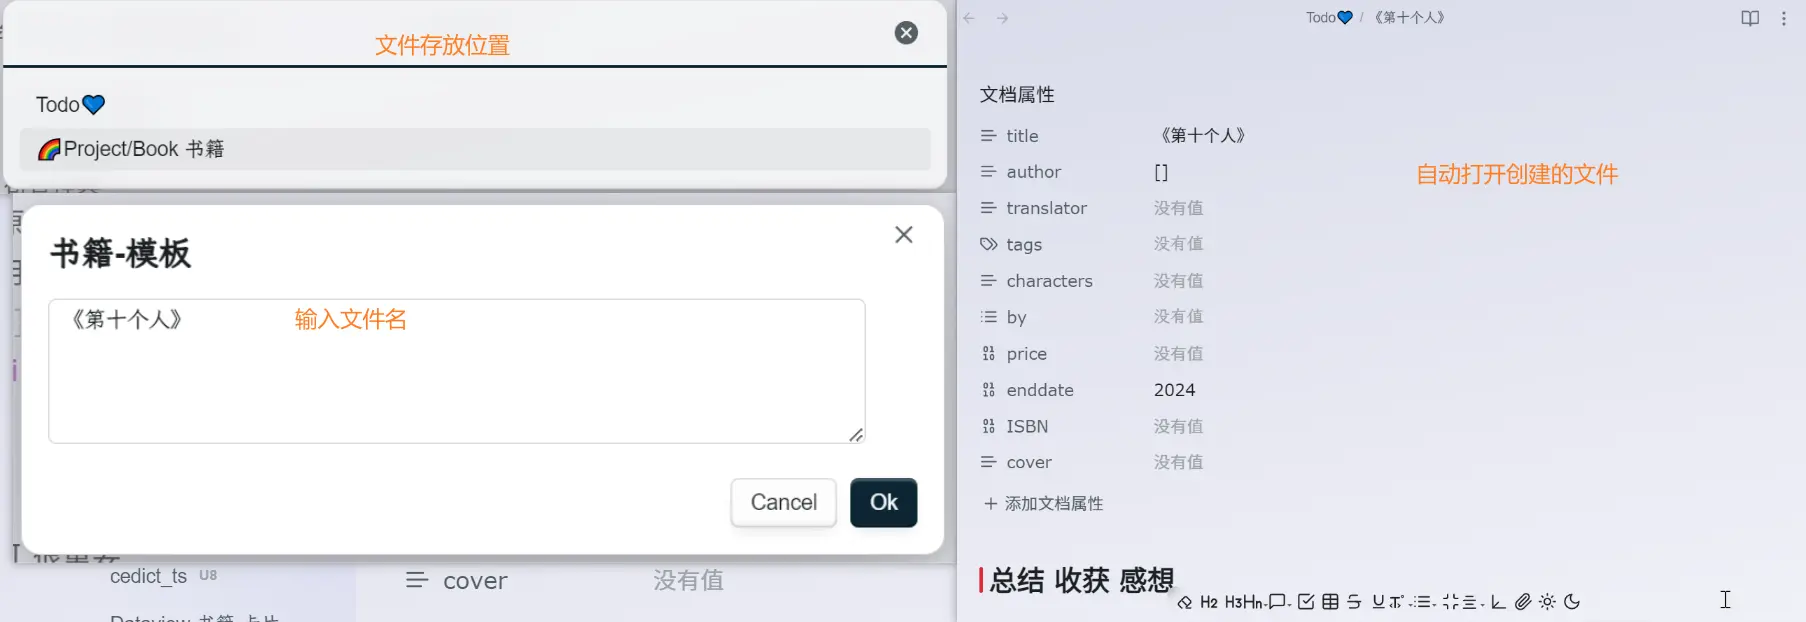 文件存放位置
Todo💙
🌈Project/Book 书籍
书籍-模板
《第十个人》
输入文件名
Cancel
Ok
cedict_ts U8
cover 没有值
Dataview 书籍 卡片
Todo💙 / 《第十个人》
文档属性
title 《第十个人》
author []
自动打开创建的文件
translator 没有值
tags 没有值
characters 没有值
by 没有值
price 没有值
enddate 2024
ISBN 没有值
cover 没有值
+ 添加文档属性
总结 收获 感想
H2 H3 Hn